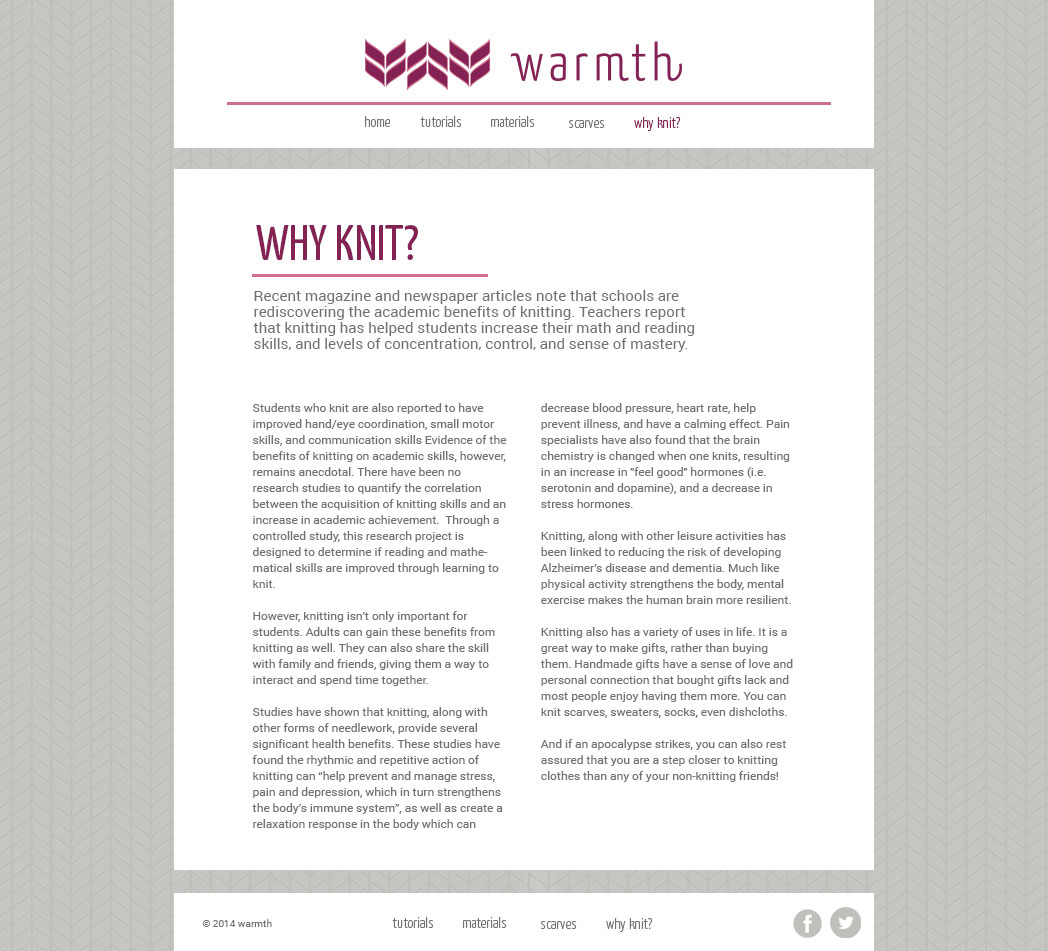 warmth
home tutorials materials scarves why knit?
WHY KNIT?
Recent magazine and newspaper articles note that schools are
rediscovering the academic benefits of knitting. Teachers report
that knitting has helped students increase their math and reading
skills, and levels of concentration, control, and sense of mastery.
Students who knit are also reported to have
improved hand/eye coordination, small motor
skills, and communication skills Evidence of the
benefits of knitting on academic skills, however,
remains anecdotal. There have been no
research studies to quantify the correlation
between the acquisition of knitting skills and an
increase in academic achievement.  Through a
controlled study, this research project is
designed to determine if reading and mathe-
matical skills are improved through learning to
knit.
However, knitting isn’t only important for
students. Adults can gain these benefits from
knitting as well. They can also share the skill
with family and friends, giving them a way to
interact and spend time together.
Studies have shown that knitting, along with
other forms of needlework, provide several
significant health benefits. These studies have
found the rhythmic and repetitive action of
knitting can “help prevent and manage stress,
pain and depression, which in turn strengthens
the body’s immune system”, as well as create a
relaxation response in the body which can
decrease blood pressure, heart rate, help
prevent illness, and have a calming effect. Pain
specialists have also found that the brain
chemistry is changed when one knits, resulting
in an increase in "feel good" hormones (i.e.
serotonin and dopamine), and a decrease in
stress hormones.
Knitting, along with other leisure activities has
been linked to reducing the risk of developing
Alzheimer’s disease and dementia. Much like
physical activity strengthens the body, mental
exercise makes the human brain more resilient.
Knitting also has a variety of uses in life. It is a
great way to make gifts, rather than buying
them. Handmade gifts have a sense of love and
personal connection that bought gifts lack and
most people enjoy having them more. You can
knit scarves, sweaters, socks, even dishcloths.
And if an apocalypse strikes, you can also rest
assured that you are a step closer to knitting
clothes than any of your non-knitting friends!
© 2014 warmth tutorials materials scarves why knit?